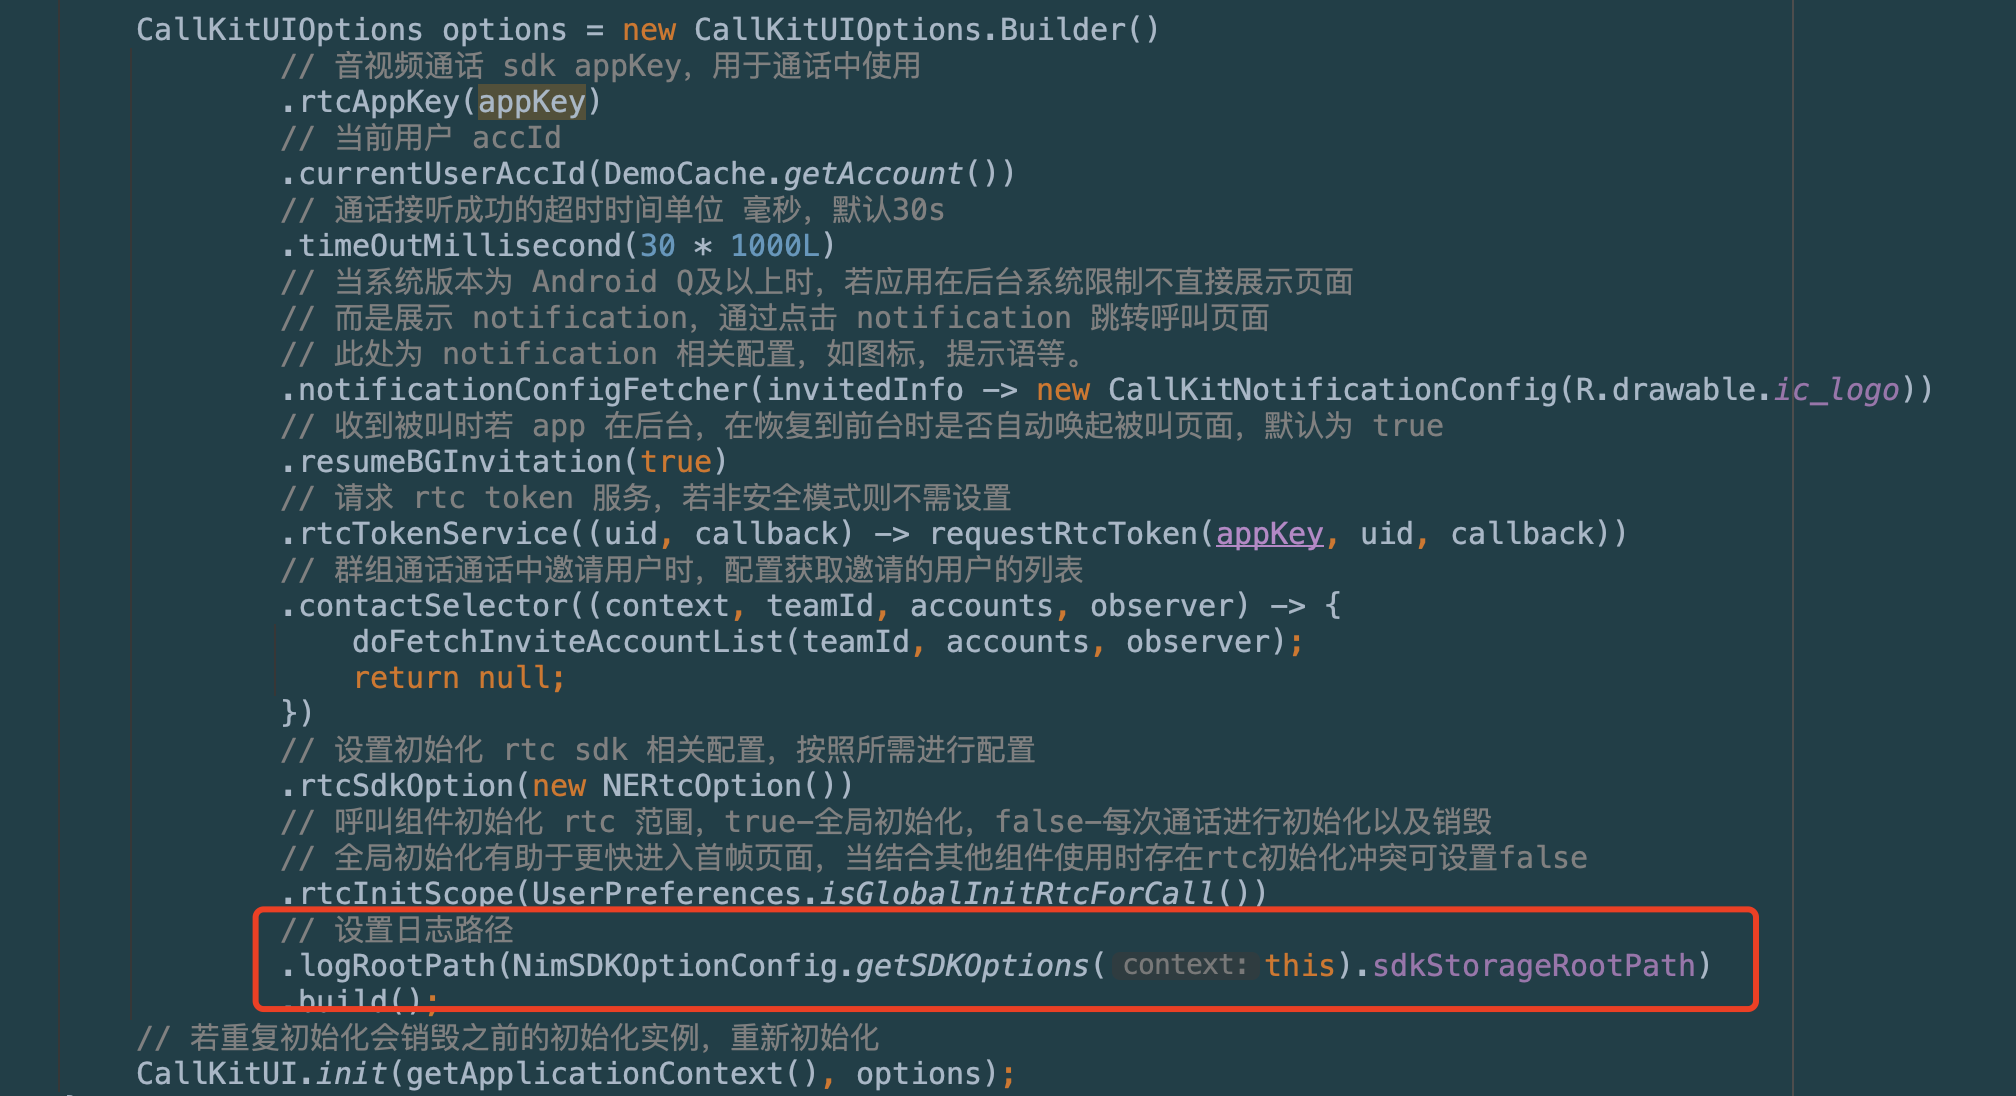 CallKitUIOptions options = new CallKitUIOptions.Builder()
// 音视频通话 sdk appKey，用于通话中使用
.rtcAppKey(appKey)
// 当前用户 accId
.currentUserAccId(DemoCache.getAccount())
// 通话接听成功的超时时间单位 毫秒，默认30s
.timeOutMillisecond(30 * 1000L)
// 当系统版本为 Android Q及以上时，若应用在后台系统限制不直接展示页面
// 而是展示 notification，通过点击 notification 跳转呼叫页面
// 此处为 notification 相关配置，如图标，提示语等。
.notificationConfigFetcher(invitedInfo -> new CallKitNotificationConfig(R.drawable.ic_logo))
// 收到被叫时若 app 在后台，在恢复到前台时是否自动唤起被叫页面，默认为 true
.resumeBGInvitation(true)
// 请求 rtc token 服务，若非安全模式则不需设置
.rtcTokenService((uid, callback) -> requestRtcToken(appKey, uid, callback))
// 群组通话通话中邀请用户时，配置获取邀请的用户的列表
.contactSelector((context, teamId, accounts, observer) -> {
doFetchInviteAccountList(teamId, accounts, observer);
return null;
})
// 设置初始化 rtc sdk 相关配置，按照所需进行配置
.rtcSdkOption(new NERtcOption())
// 呼叫组件初始化 rtc 范围，true-全局初始化，false-每次通话进行初始化以及销毁
// 全局初始化有助于更快进入首帧页面，当结合其他组件使用时存在rtc初始化冲突可设置false
.rtcInitScope(UserPreferences.isGlobalInitRtcForCall())
// 设置日志路径
.logRootPath(NimSDKOptionConfig.getSDKOptions( context: this).sdkStorageRootPath)
.build();
// 若重复初始化会销毁之前的初始化实例，重新初始化
CallKitUI.init(getApplicationContext(), options);